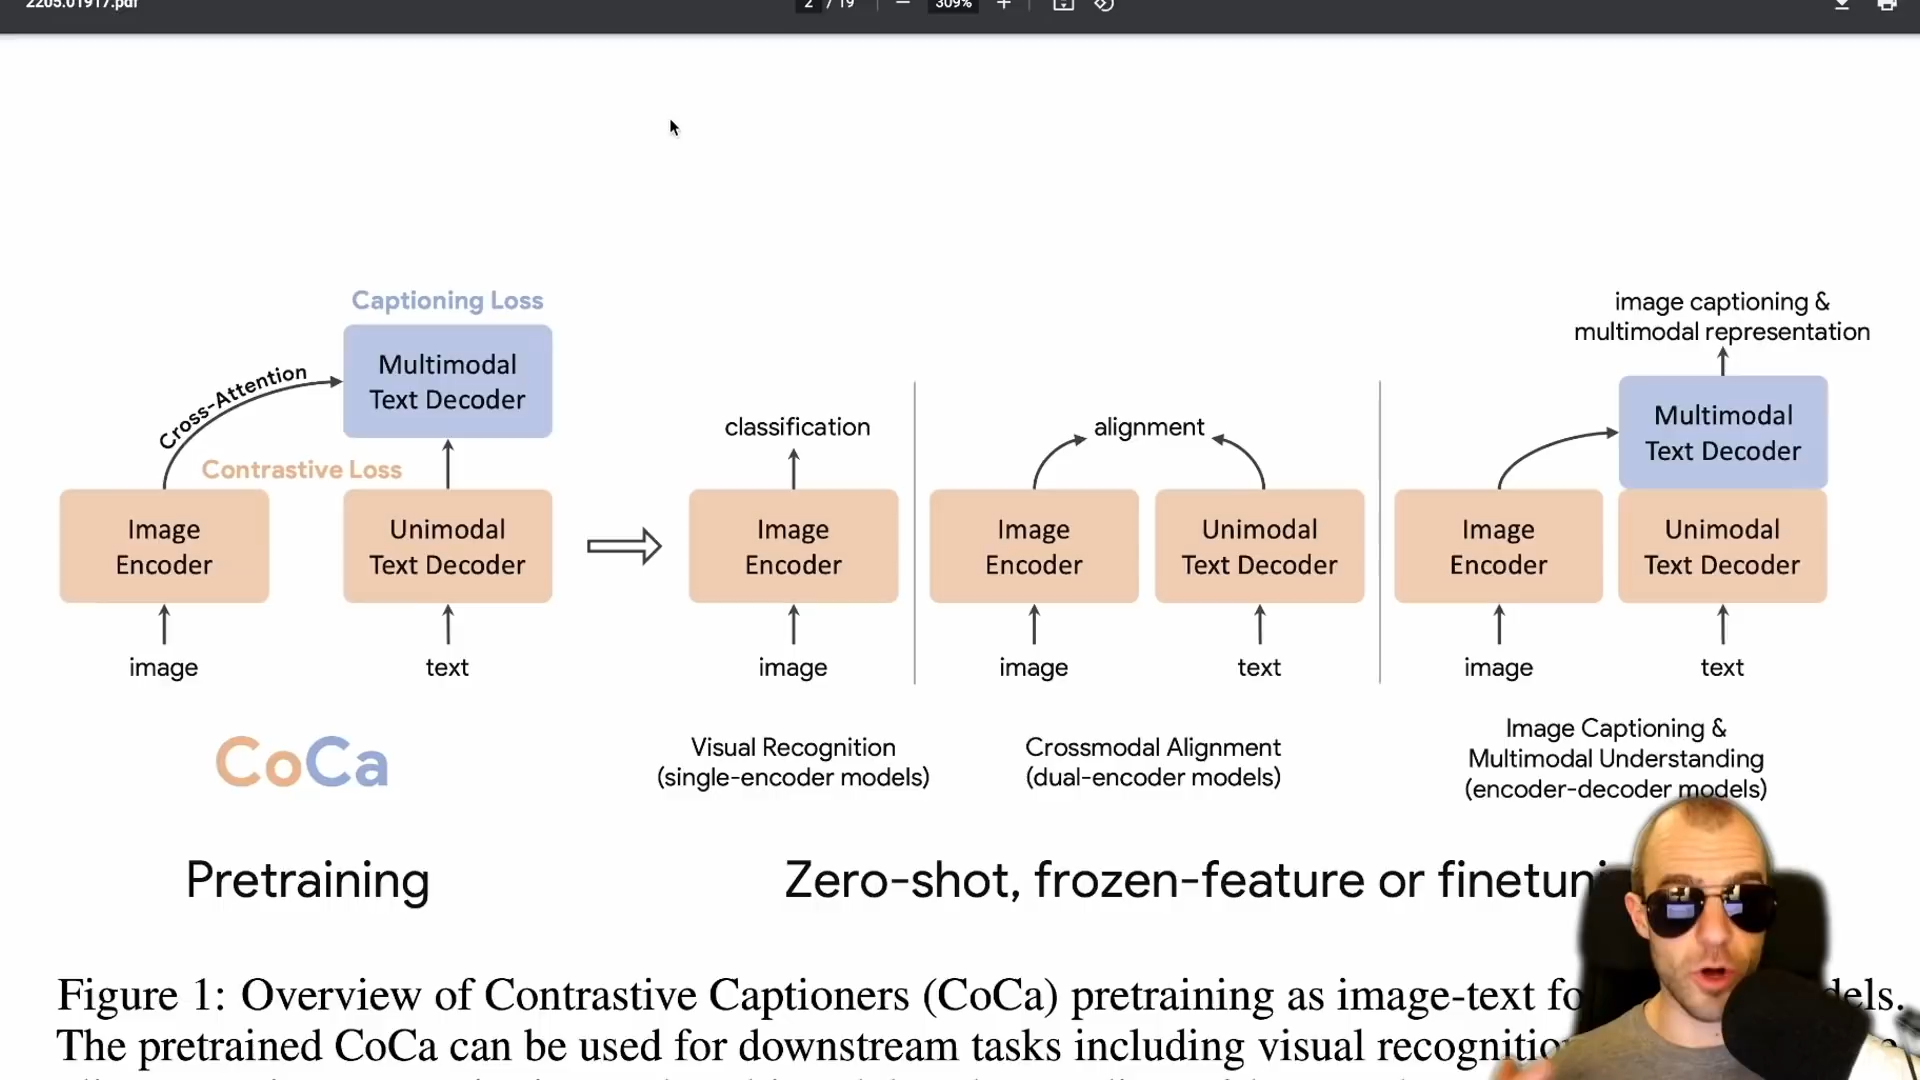 2205.01917.pdf
2 / 19
309%
Captioning Loss
Multimodal
Text Decoder
Cross-Attention
Contrastive Loss
Image
Encoder
Unimodal
Text Decoder
image
text
CoCa
Pretraining
classification
Image
Encoder
image
Visual Recognition
(single-encoder models)
alignment
Image
Encoder
Unimodal
Text Decoder
image
text
Crossmodal Alignment
(dual-encoder models)
image captioning &
multimodal representation
Multimodal
Text Decoder
Image
Encoder
Unimodal
Text Decoder
image
text
Image Captioning &
Multimodal Understanding
(encoder-decoder models)
Zero-shot, frozen-feature or
Figure 1: Overview of Contrastive Captioners (CoCa) pretraining as image-text
The pretrained CoCa can be used for downstream tasks including visual